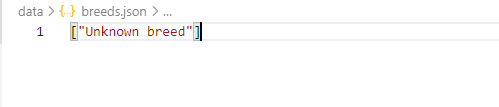 data > {..} breeds.json > ...
1 ["Unknown breed"]